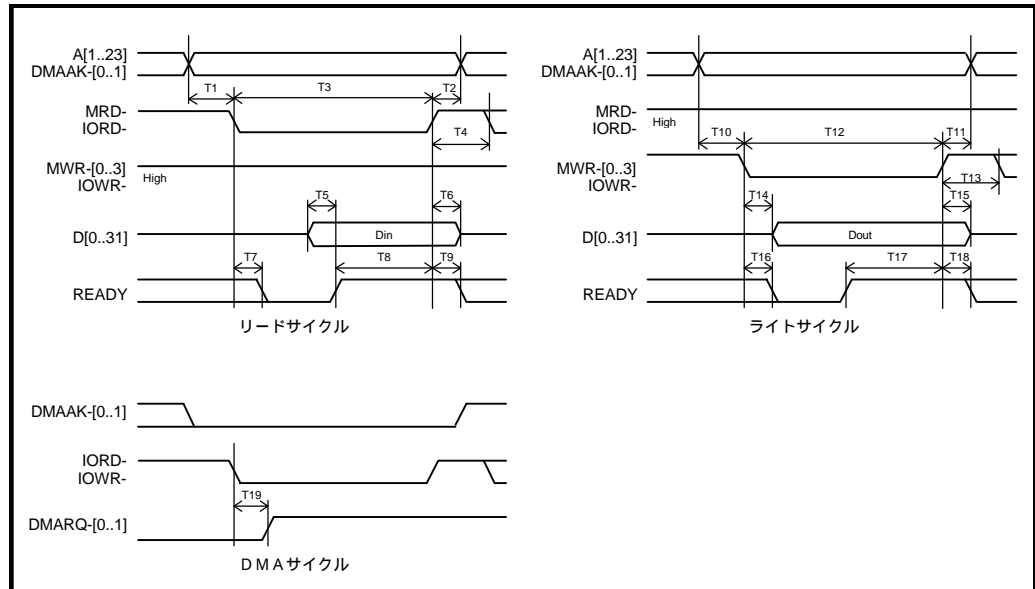 A[1..23]
DMAAK-[0..1]
T1
T3
T2
MRD-
IORD-
T4
MWR-[0..3]
IOWR-
High
T5
T6
D[0..31]
Din
T7
T8
T9
READY
リードサイクル
A[1..23]
DMAAK-[0..1]
MRD-
IORD-
High
T10
T12
T11
MWR-[0..3]
IOWR-
T13
T14
T15
D[0..31]
Dout
T16
T17
T18
READY
ライトサイクル
DMAAK-[0..1]
IORD-
IOWR-
T19
DMARQ-[0..1]
DMAサイクル